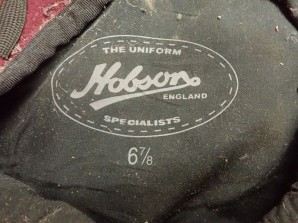 THE UNIFORM
Hobson
ENGLAND
SPECIALISTS
6⅞